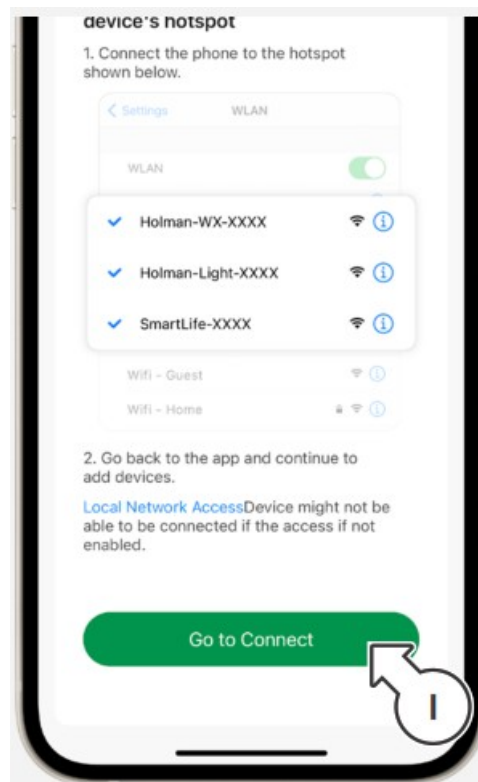 device's hotspot
1. Connect the phone to the hotspot
shown below.
Settings WLAN
WLAN
Holman-WX-XXXX
Holman-Light-XXXX
SmartLife-XXXX
Wifi - Guest
Wifi - Home
2. Go back to the app and continue to
add devices.
Local Network AccessDevice might not be
able to be connected if the access if not
enabled.
Go to Connect
I